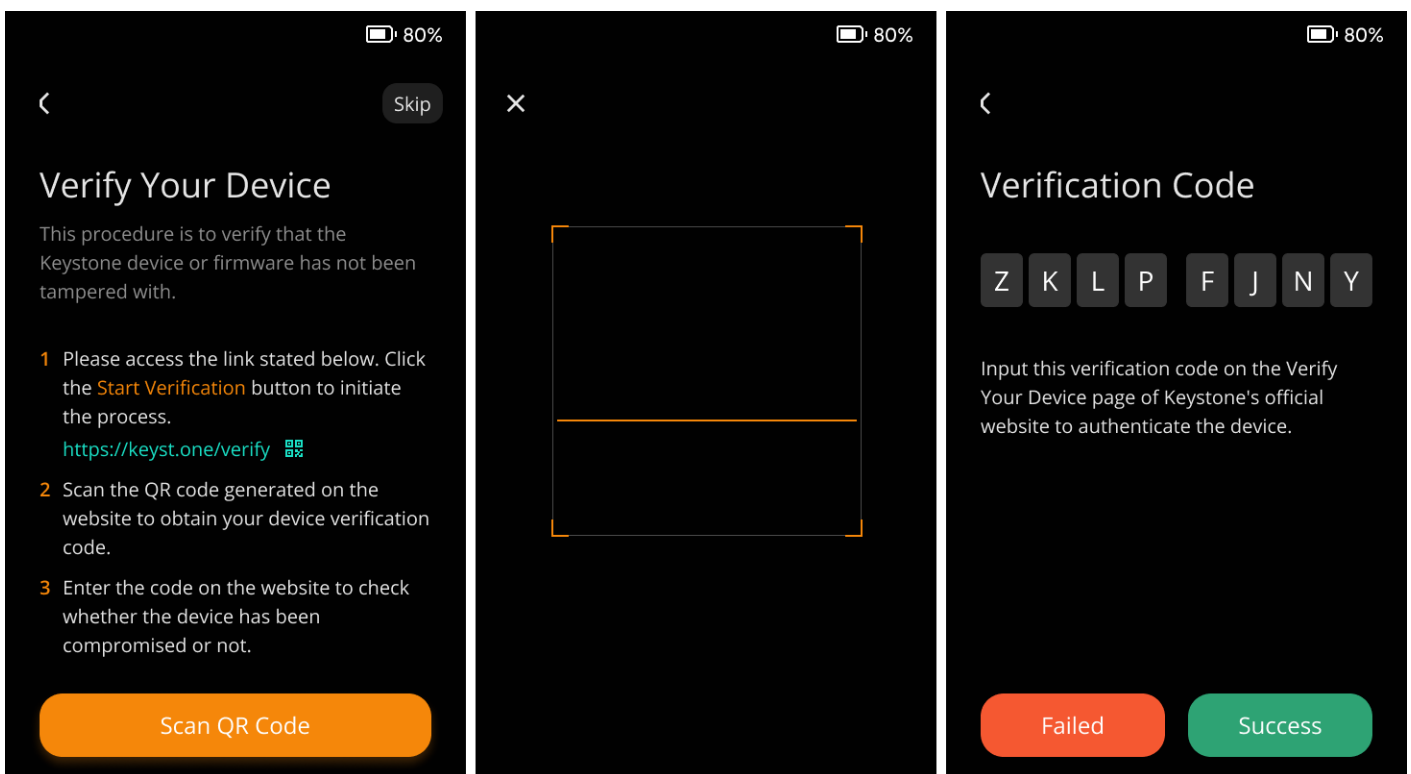 80%
Skip
Verify Your Device
This procedure is to verify that the
Keystone device or firmware has not been
tampered with.
1 Please access the link stated below. Click
the Start Verification button to initiate
the process.
https://keyst.one/verify
2 Scan the QR code generated on the
website to obtain your device verification
code.
3 Enter the code on the website to check
whether the device has been
compromised or not.
Scan QR Code
80%
80%
Verification Code
Z K L P F J N Y
Input this verification code on the Verify
Your Device page of Keystone's official
website to authenticate the device.
Failed
Success